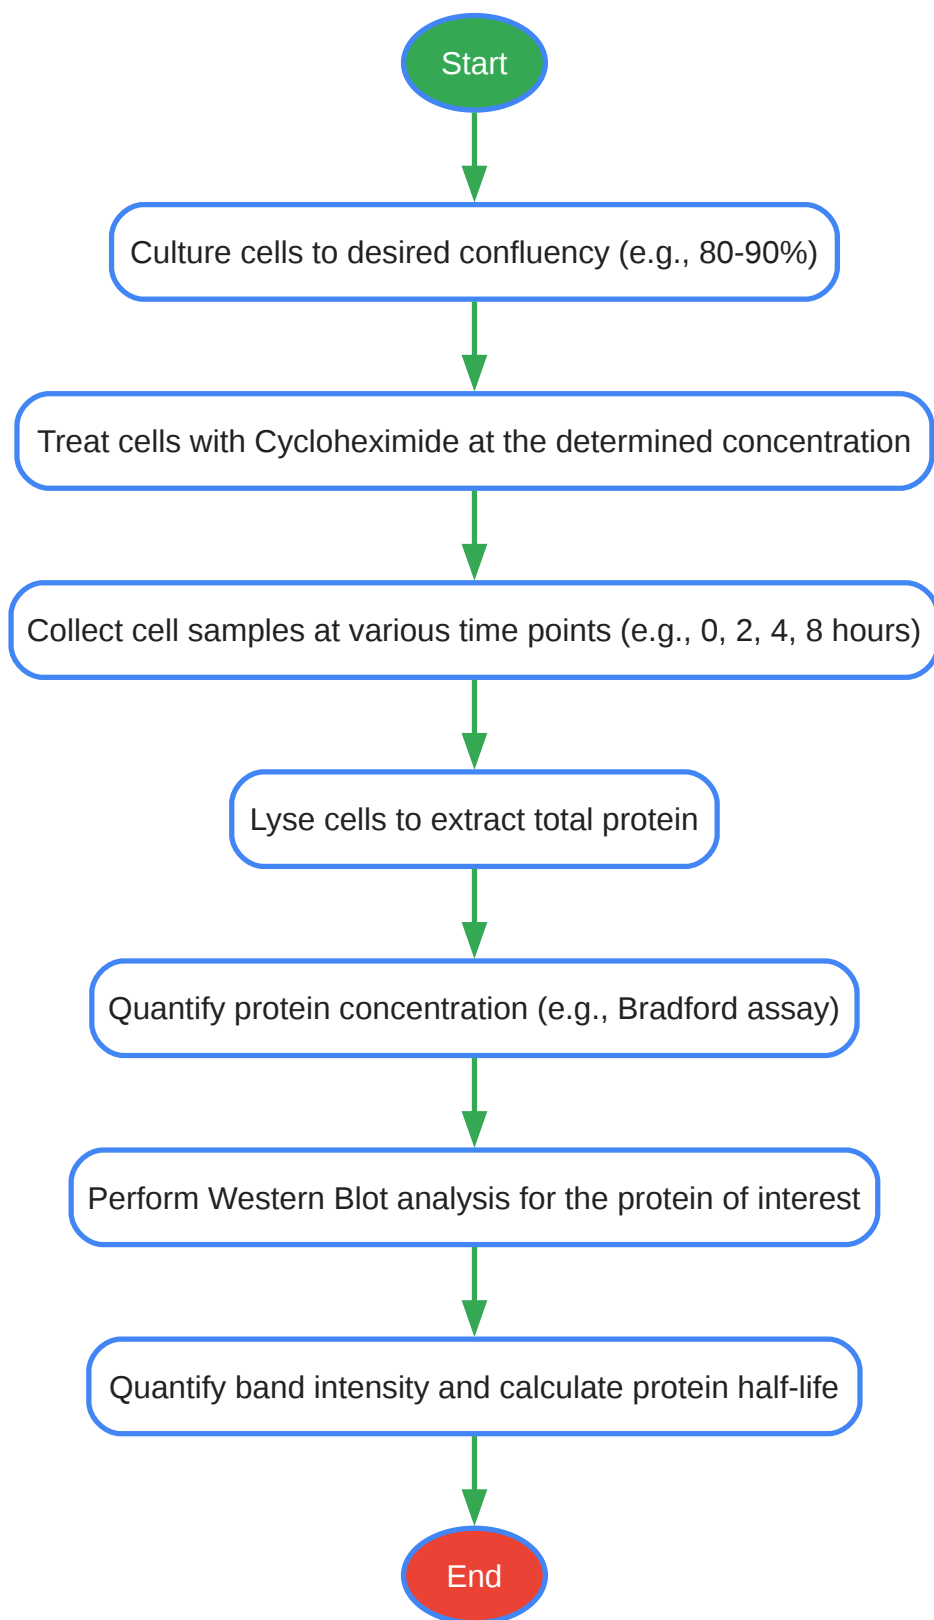 Start
Culture cells to desired confluency (e.g., 80-90%)
Treat cells with Cycloheximide at the determined concentration
Collect cell samples at various time points (e.g., 0, 2, 4, 8 hours)
Lyse cells to extract total protein
Quantify protein concentration (e.g., Bradford assay)
Perform Western Blot analysis for the protein of interest
Quantify band intensity and calculate protein half-life
End